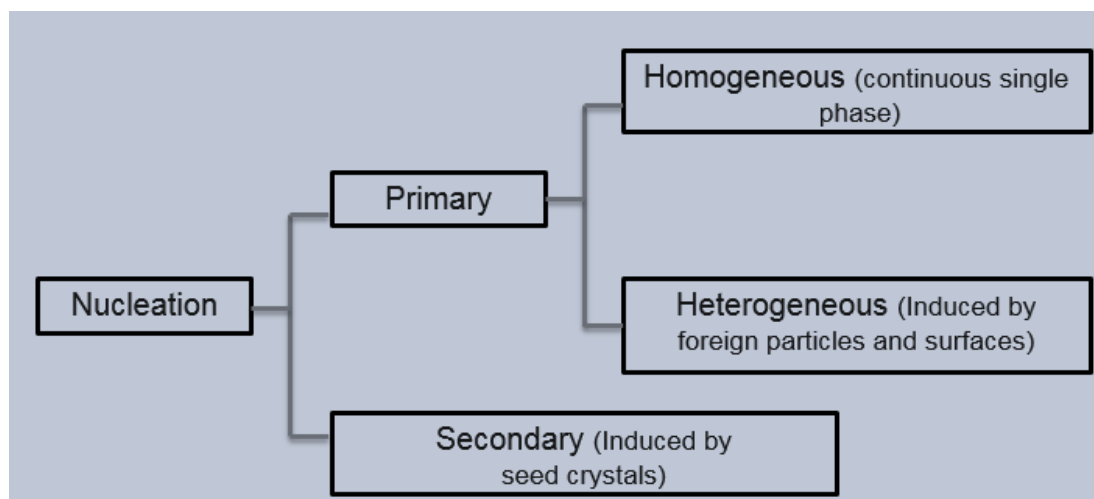 Homogeneous (continuous single
phase)
Primary
Nucleation
Heterogeneous (Induced by
foreign particles and surfaces)
Secondary (Induced by
seed crystals)